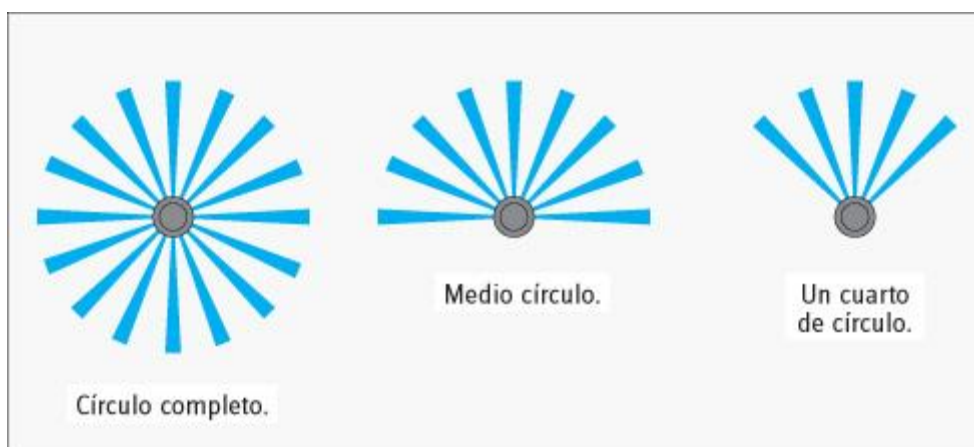 Círculo completo.
Medio círculo.
Un cuarto
de círculo.